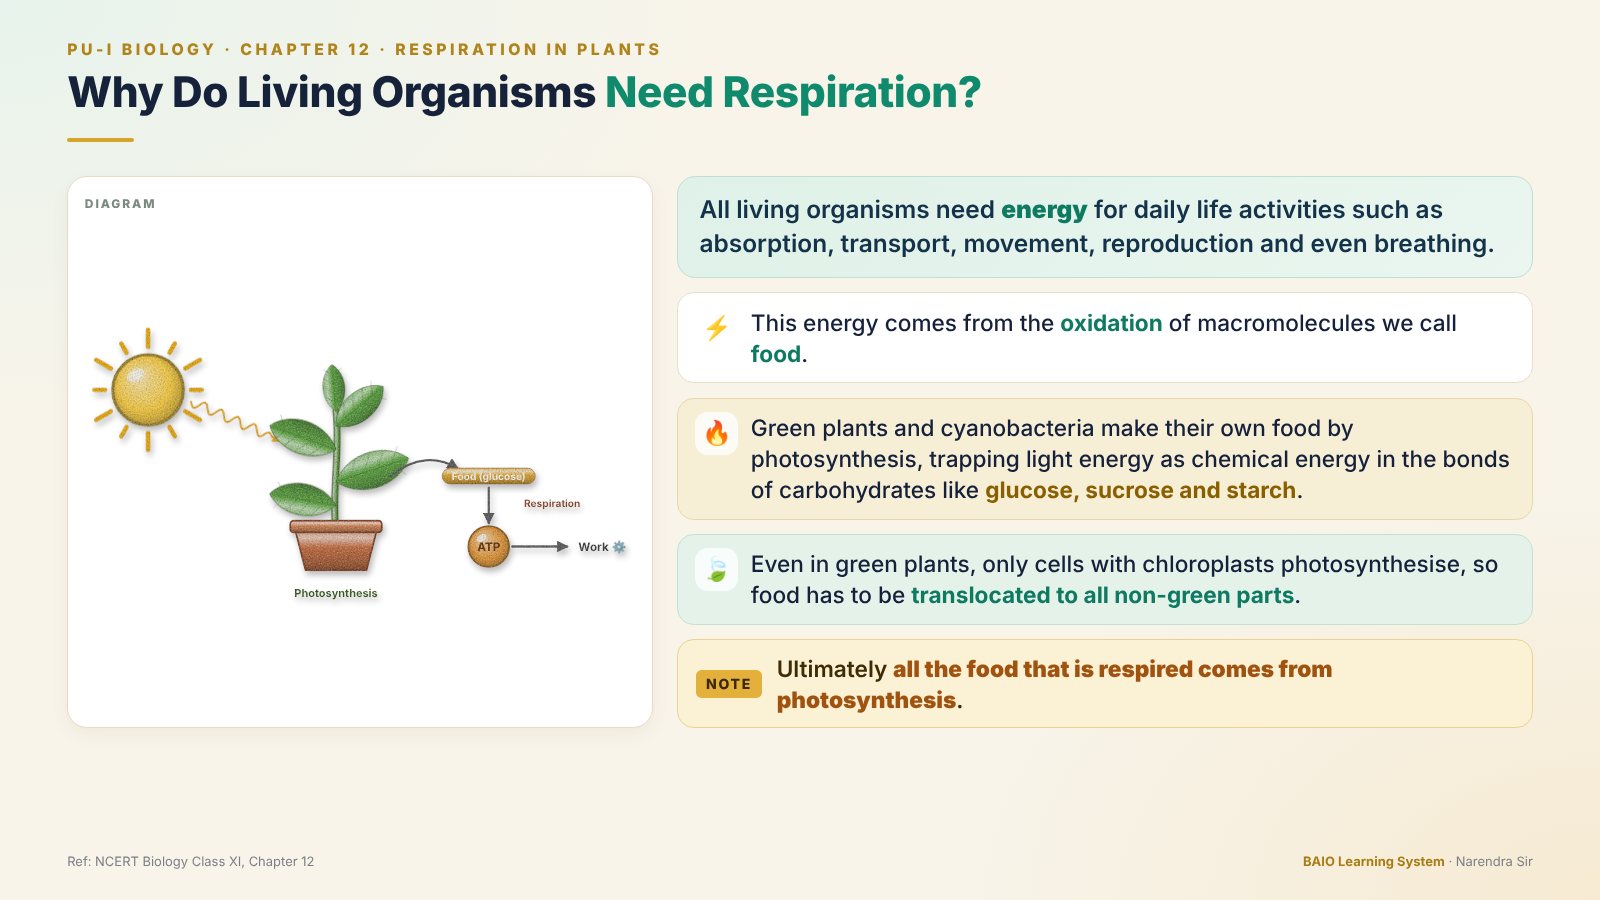 PU-I BIOLOGY · CHAPTER 12 · RESPIRATION IN PLANTS
Why Do Living Organisms Need Respiration?
DIAGRAM
Food (glucose)
Respiration
ATP
Work
Photosynthesis
All living organisms need energy for daily life activities such as
absorption, transport, movement, reproduction and even breathing.
This energy comes from the oxidation of macromolecules we call
food.
Green plants and cyanobacteria make their own food by
photosynthesis, trapping light energy as chemical energy in the bonds
of carbohydrates like glucose, sucrose and starch.
Even in green plants, only cells with chloroplasts photosynthesise, so
food has to be translocated to all non-green parts.
NOTE
Ultimately all the food that is respired comes from
photosynthesis.
Ref: NCERT Biology Class XI, Chapter 12
BAIO Learning System · Narendra Sir